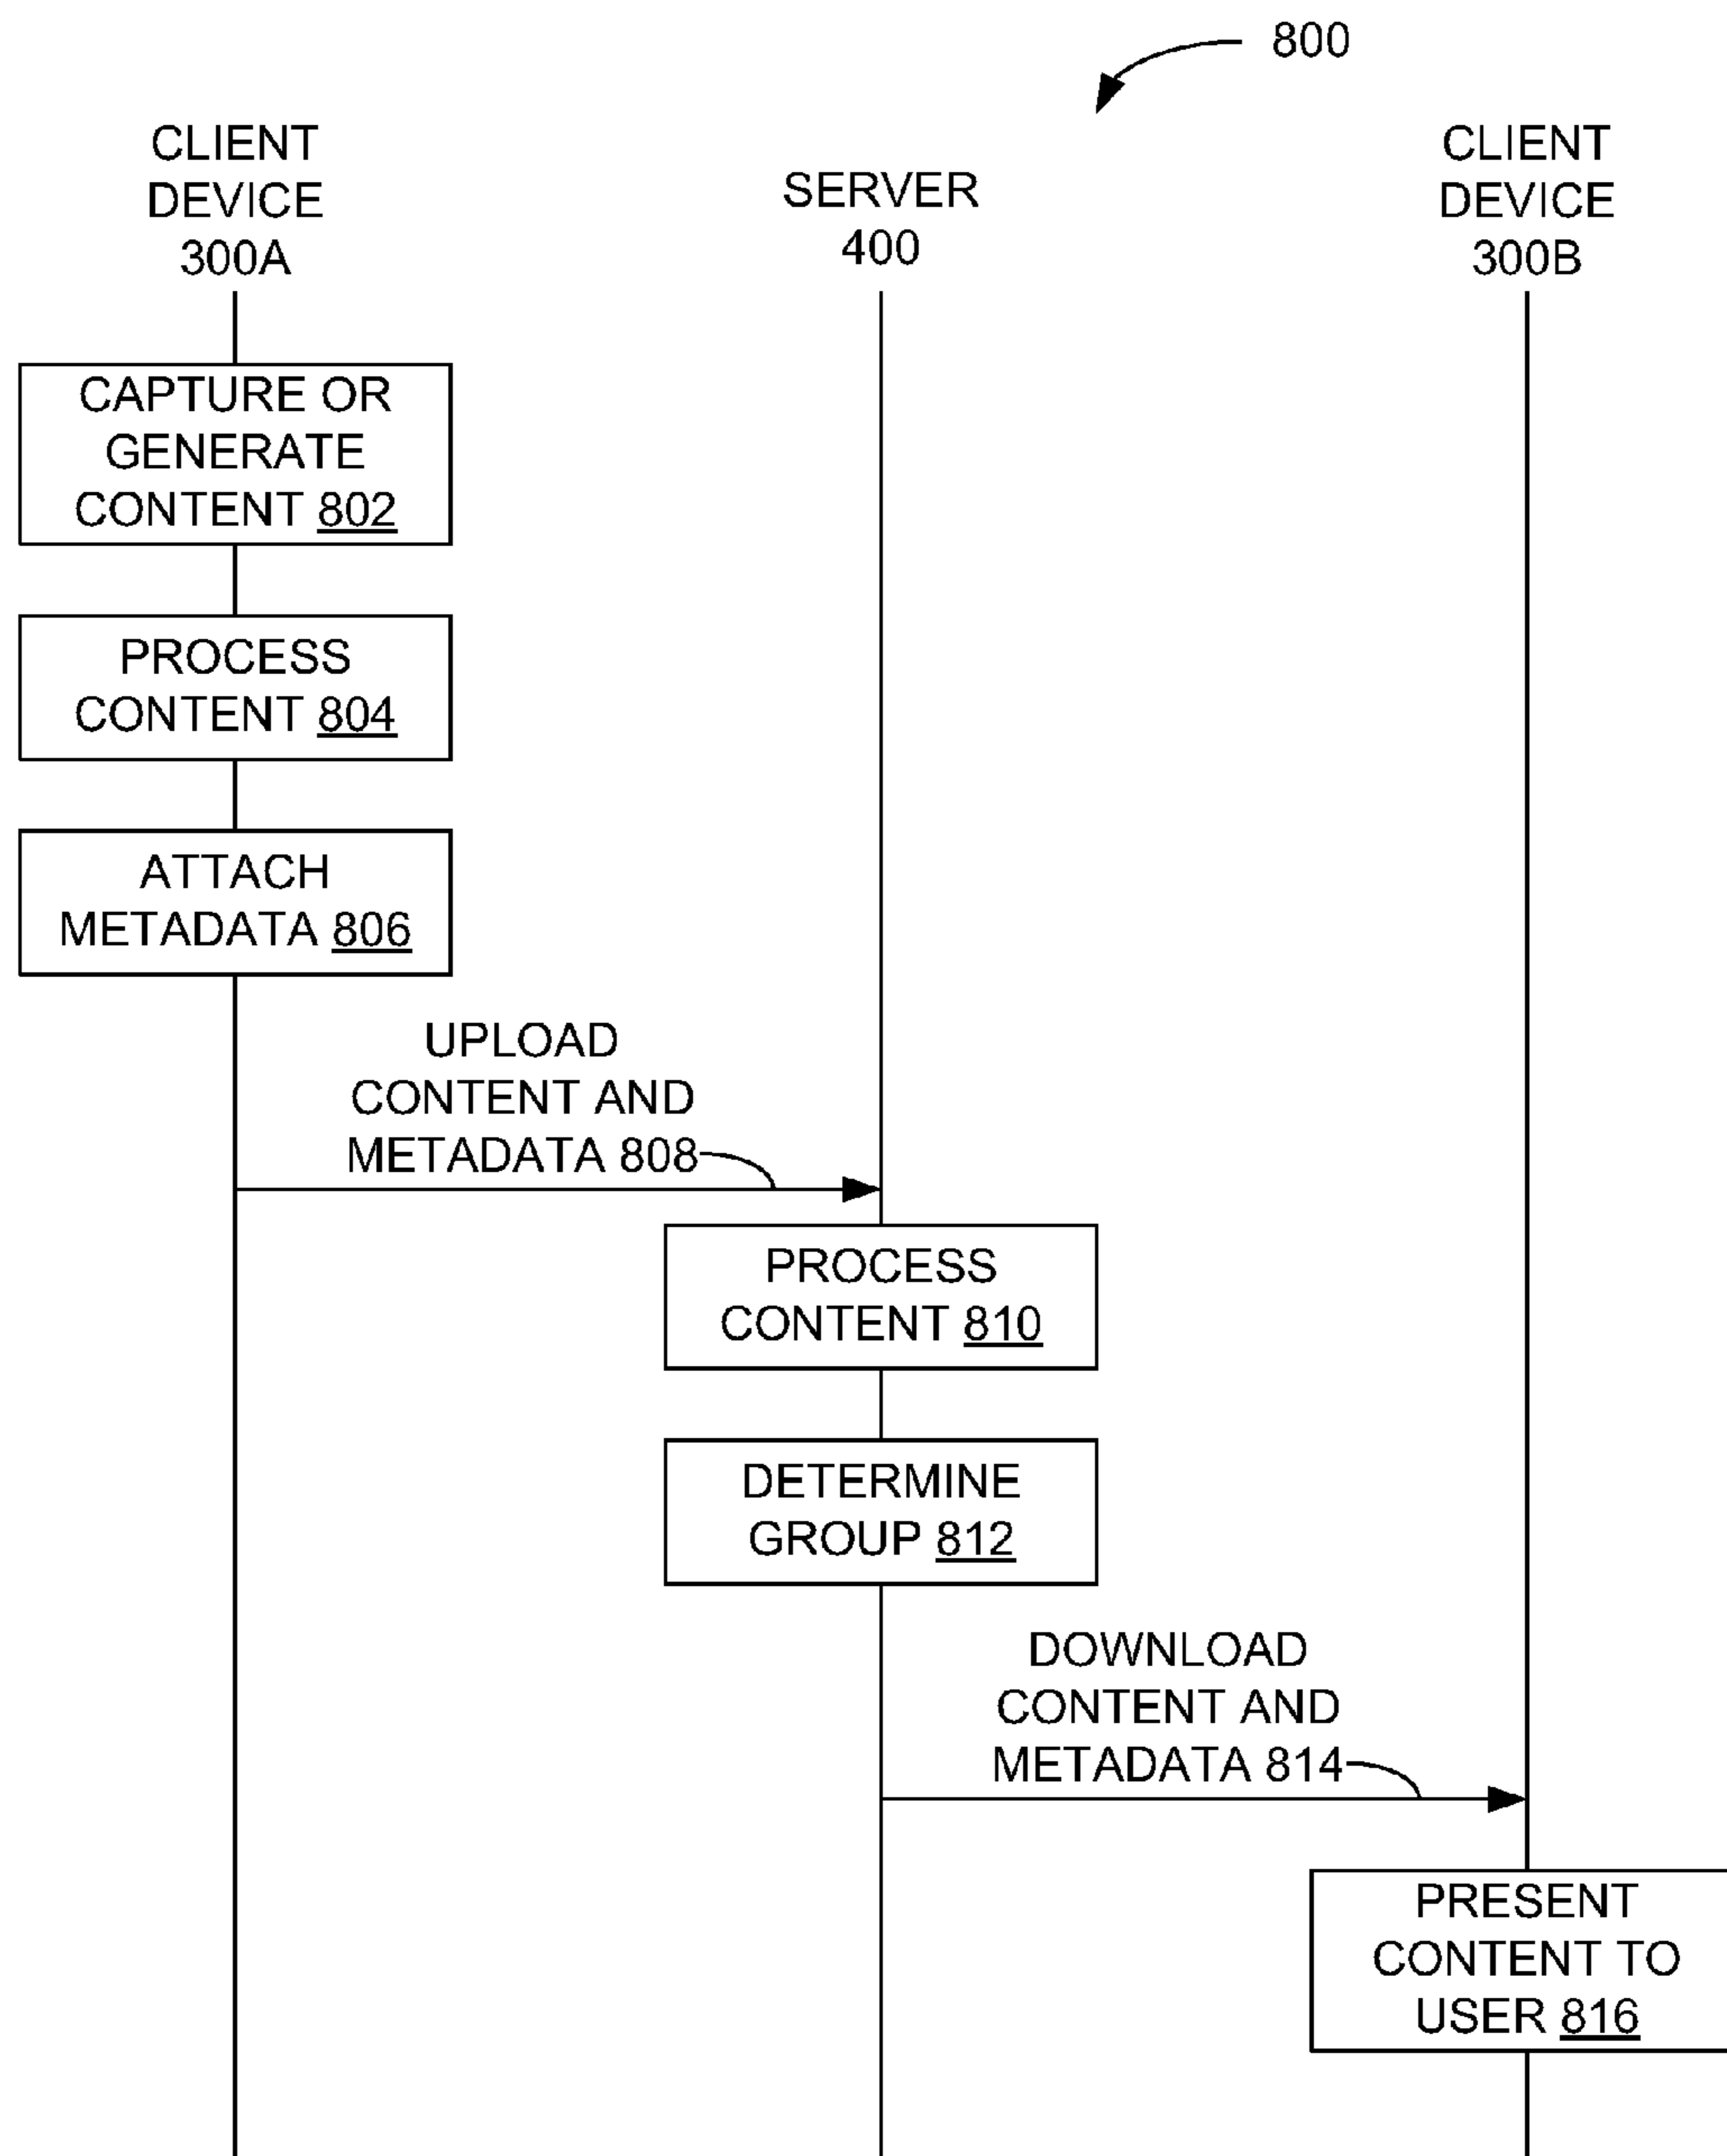 800
CLIENT
DEVICE
300A
SERVER
400
CLIENT
DEVICE
300B
CAPTURE OR
GENERATE
CONTENT 802
PROCESS
CONTENT 804
ATTACH
METADATA 806
UPLOAD
CONTENT AND
METADATA 808
PROCESS
CONTENT 810
DETERMINE
GROUP 812
DOWNLOAD
CONTENT AND
METADATA 814
PRESENT
CONTENT TO
USER 816